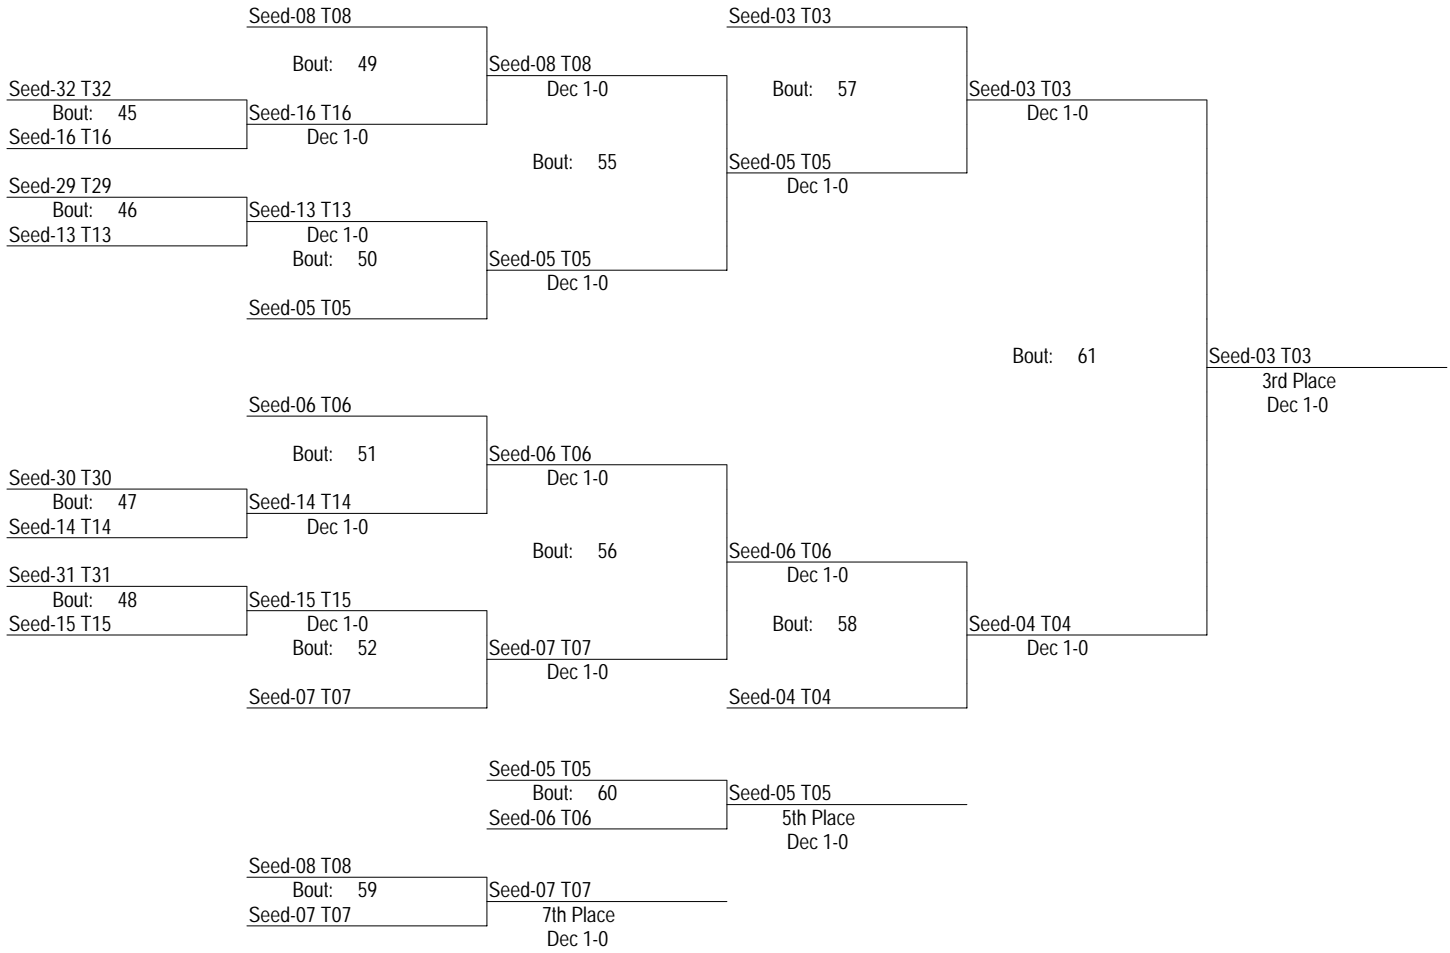 Seed-08 T08
Seed-03 T03
Bout: 49
Seed-08 T08
Dec 1-0
Seed-32 T32
Bout: 45
Seed-16 T16
Seed-16 T16
Dec 1-0
Bout: 57
Seed-03 T03
Dec 1-0
Bout: 55
Seed-05 T05
Dec 1-0
Seed-29 T29
Bout: 46
Seed-13 T13
Seed-13 T13
Dec 1-0
Bout: 50
Seed-05 T05
Dec 1-0
Seed-05 T05
Bout: 61
Seed-03 T03
3rd Place
Dec 1-0
Seed-06 T06
Bout: 51
Seed-06 T06
Dec 1-0
Seed-30 T30
Bout: 47
Seed-14 T14
Seed-14 T14
Dec 1-0
Bout: 56
Seed-06 T06
Dec 1-0
Seed-31 T31
Bout: 48
Seed-15 T15
Seed-15 T15
Dec 1-0
Bout: 52
Seed-07 T07
Dec 1-0
Bout: 58
Seed-04 T04
Dec 1-0
Seed-07 T07
Seed-04 T04
Seed-05 T05
Bout: 60
Seed-06 T06
Seed-05 T05
5th Place
Dec 1-0
Seed-08 T08
Bout: 59
Seed-07 T07
Seed-07 T07
7th Place
Dec 1-0